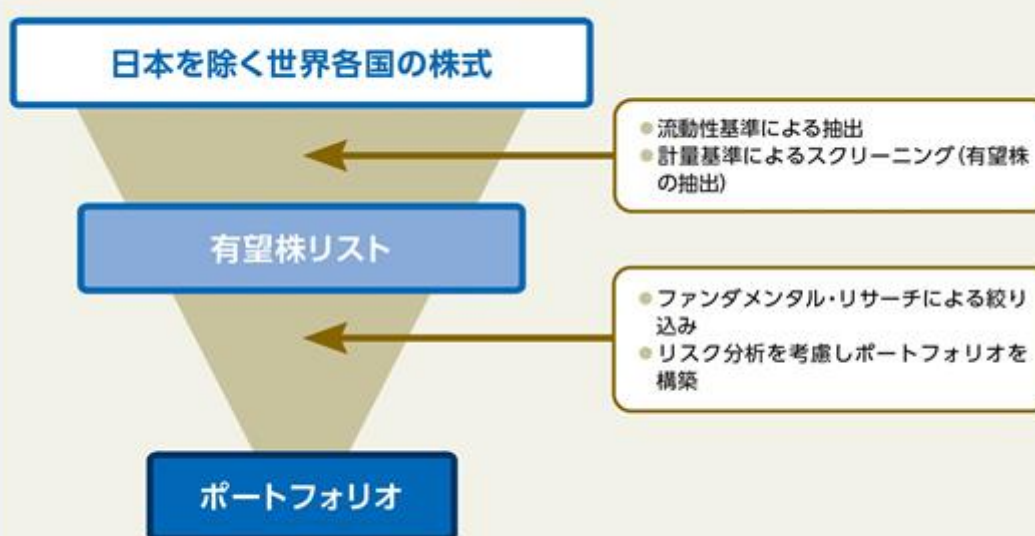 日本を除く世界各国の株式
●流動性基準による抽出
●計量基準によるスクリーニング(有望株
の抽出)
有望株リスト
●ファンダメンタル・リサーチによる絞り
込み
●リスク分析を考慮しポートフォリオを
構築
ポートフォリオ